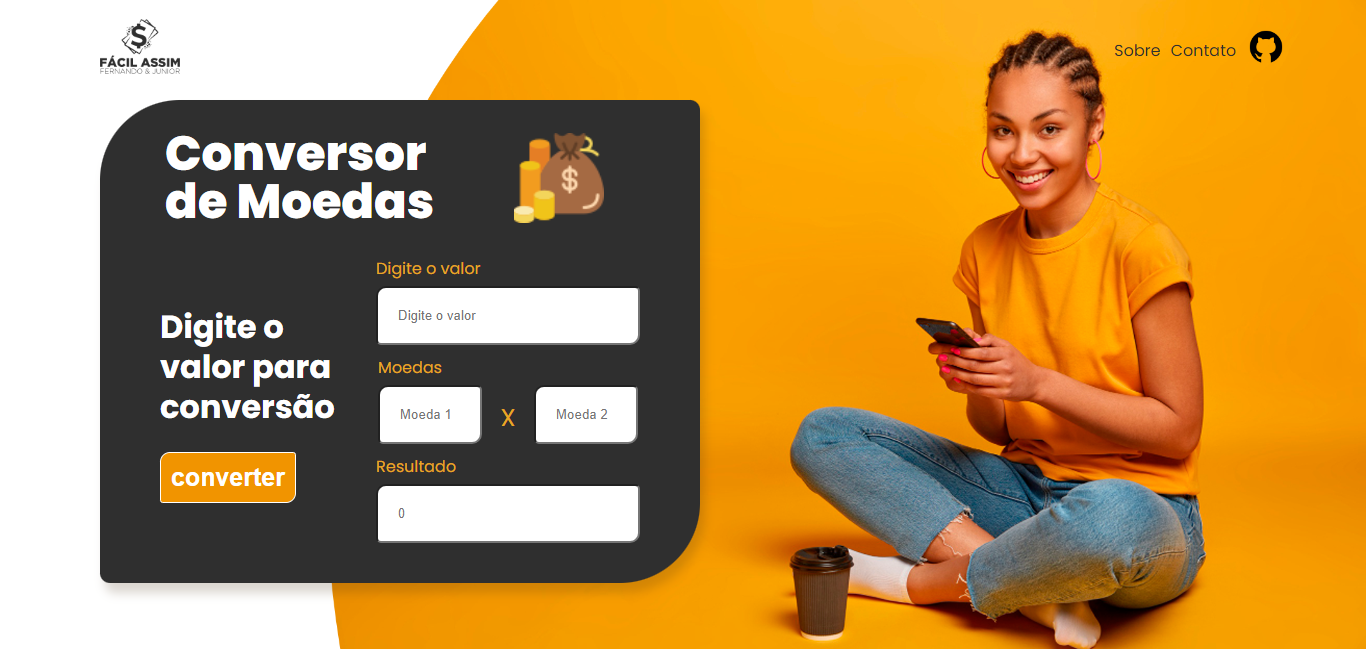 $
FÁCIL ASSIM
FERNANDO & JUNIOR
Sobre Contato
Conversor
de Moedas
$
Digite o valor
Digite o valor
Digite o
valor para
conversão
Moedas
Moeda 1 X Moeda 2
converter
Resultado
0